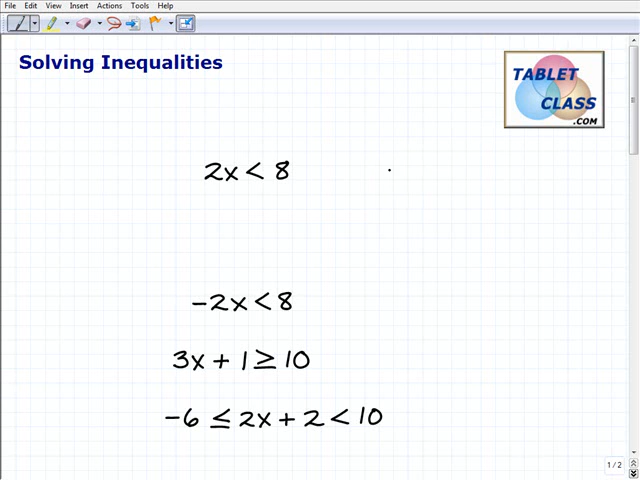 File Edit View Insert Actions Tools Help
Solving Inequalities
TABLET
CLASS
.COM
2x < 8
-2x < 8
3x + 1 ≥ 10
-6 ≤ 2x + 2 < 10
1 / 2